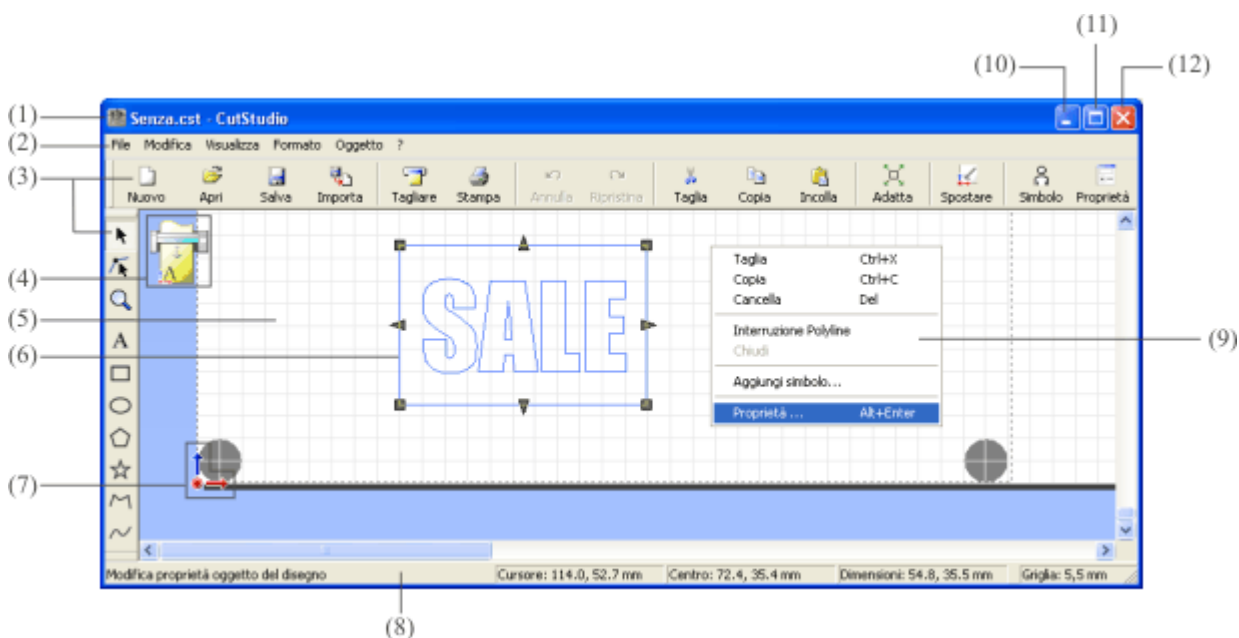 (11)
(10)
(12)
(1)
Senza.cst - CutStudio
(2)
File Modifica Visualizza Formato Oggetto ?
(3)
Nuovo Apri Salva Importa Tagliare Stampa Annulla Ripristina Taglia Copia Incolla Adatta Spostare Simbolo Proprietà
(4)
A
(5)
(6)
A
SALE
Taglia Ctrl+X
Copia Ctrl+C
Cancella Del
Interruzione Polyline
Chiudi
(9)
Aggiungi simbolo...
Proprietà ... Alt+Enter
(7)
Modifica proprietà oggetto del disegno Cursore: 114.0, 52.7 mm Centro: 72.4, 35.4 mm Dimensioni: 54.8, 35.5 mm Griglia: 5,5 mm
(8)